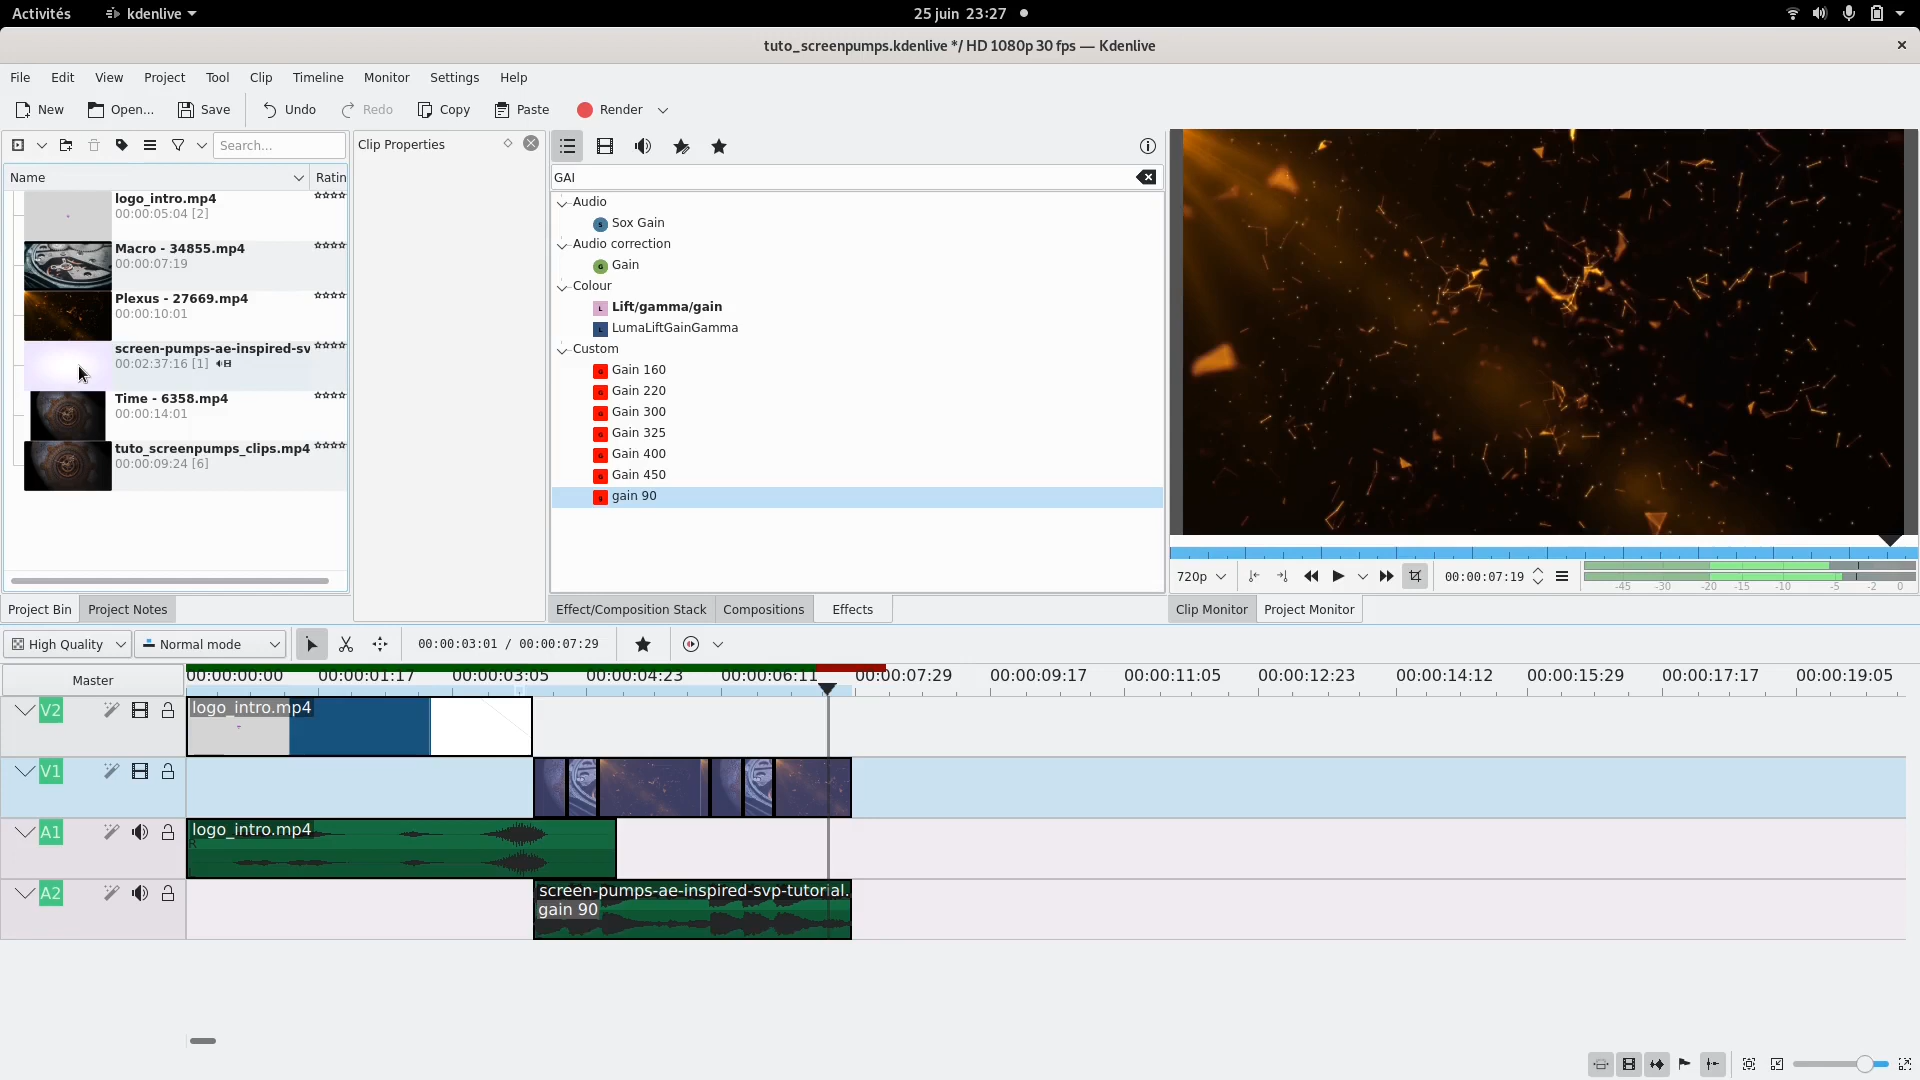 Activités
kdenlive
25 juin 23:27
tuto_screenpumps.kdenlive */ HD 1080p 30 fps — Kdenlive
File Edit View Project Tool Clip Timeline Monitor Settings Help
New Open... Save Undo Redo Copy Paste Render
Search...
Clip Properties
GAI
Name Ratin
logo_intro.mp4
00:00:05:04 [2]
Macro - 34855.mp4
00:00:07:19
Plexus - 27669.mp4
00:00:10:01
screen-pumps-ae-inspired-sv
00:02:37:16 [1]
Time - 6358.mp4
00:00:14:01
tuto_screenpumps_clips.mp4
00:00:09:24 [6]
Audio
Sox Gain
Audio correction
Gain
Colour
Lift/gamma/gain
LumaLiftGainGamma
Custom
Gain 160
Gain 220
Gain 300
Gain 325
Gain 400
Gain 450
gain 90
720p 00:00:07:19
-45 -30 -20 -15 -10 -5 -2 0
Project Bin Project Notes
Effect/Composition Stack Compositions Effects
Clip Monitor Project Monitor
High Quality Normal mode 00:00:03:01 / 00:00:07:29
Master
00:00:00:00 00:00:01:17 00:00:03:05 00:00:04:23 00:00:06:11 00:00:07:29 00:00:09:17 00:00:11:05 00:00:12:23 00:00:14:12 00:00:15:29 00:00:17:17 00:00:19:05
V2
logo_intro.mp4
V1
A1
logo_intro.mp4
R
A2
screen-pumps-ae-inspired-svp-tutorial.
gain 90